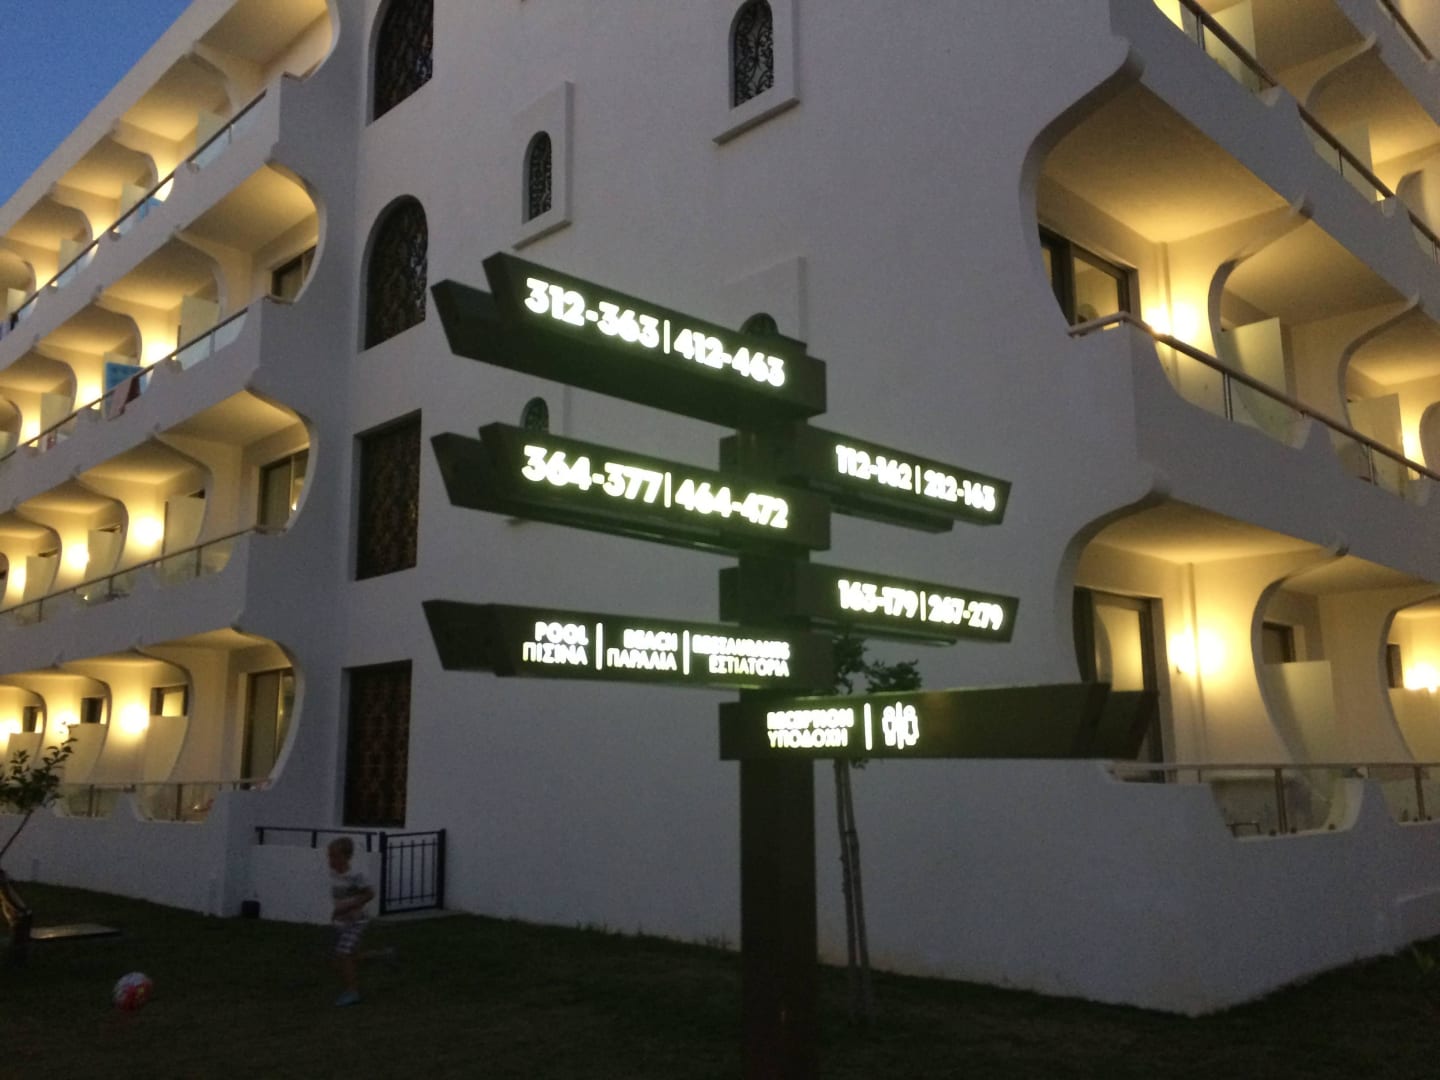 312-363 | 412-463
364-377 | 464-472
112-162 | 212-163
163-179 | 267-279
POOL | BEACH | RESTAURANTS
ΠΙΣΙΝΑ | ΠΑΡΑΛΙΑ | ΕΣΤΙΑΤΟΡΙΑ
RECEPTION
ΥΠΟΔΟΧΗ